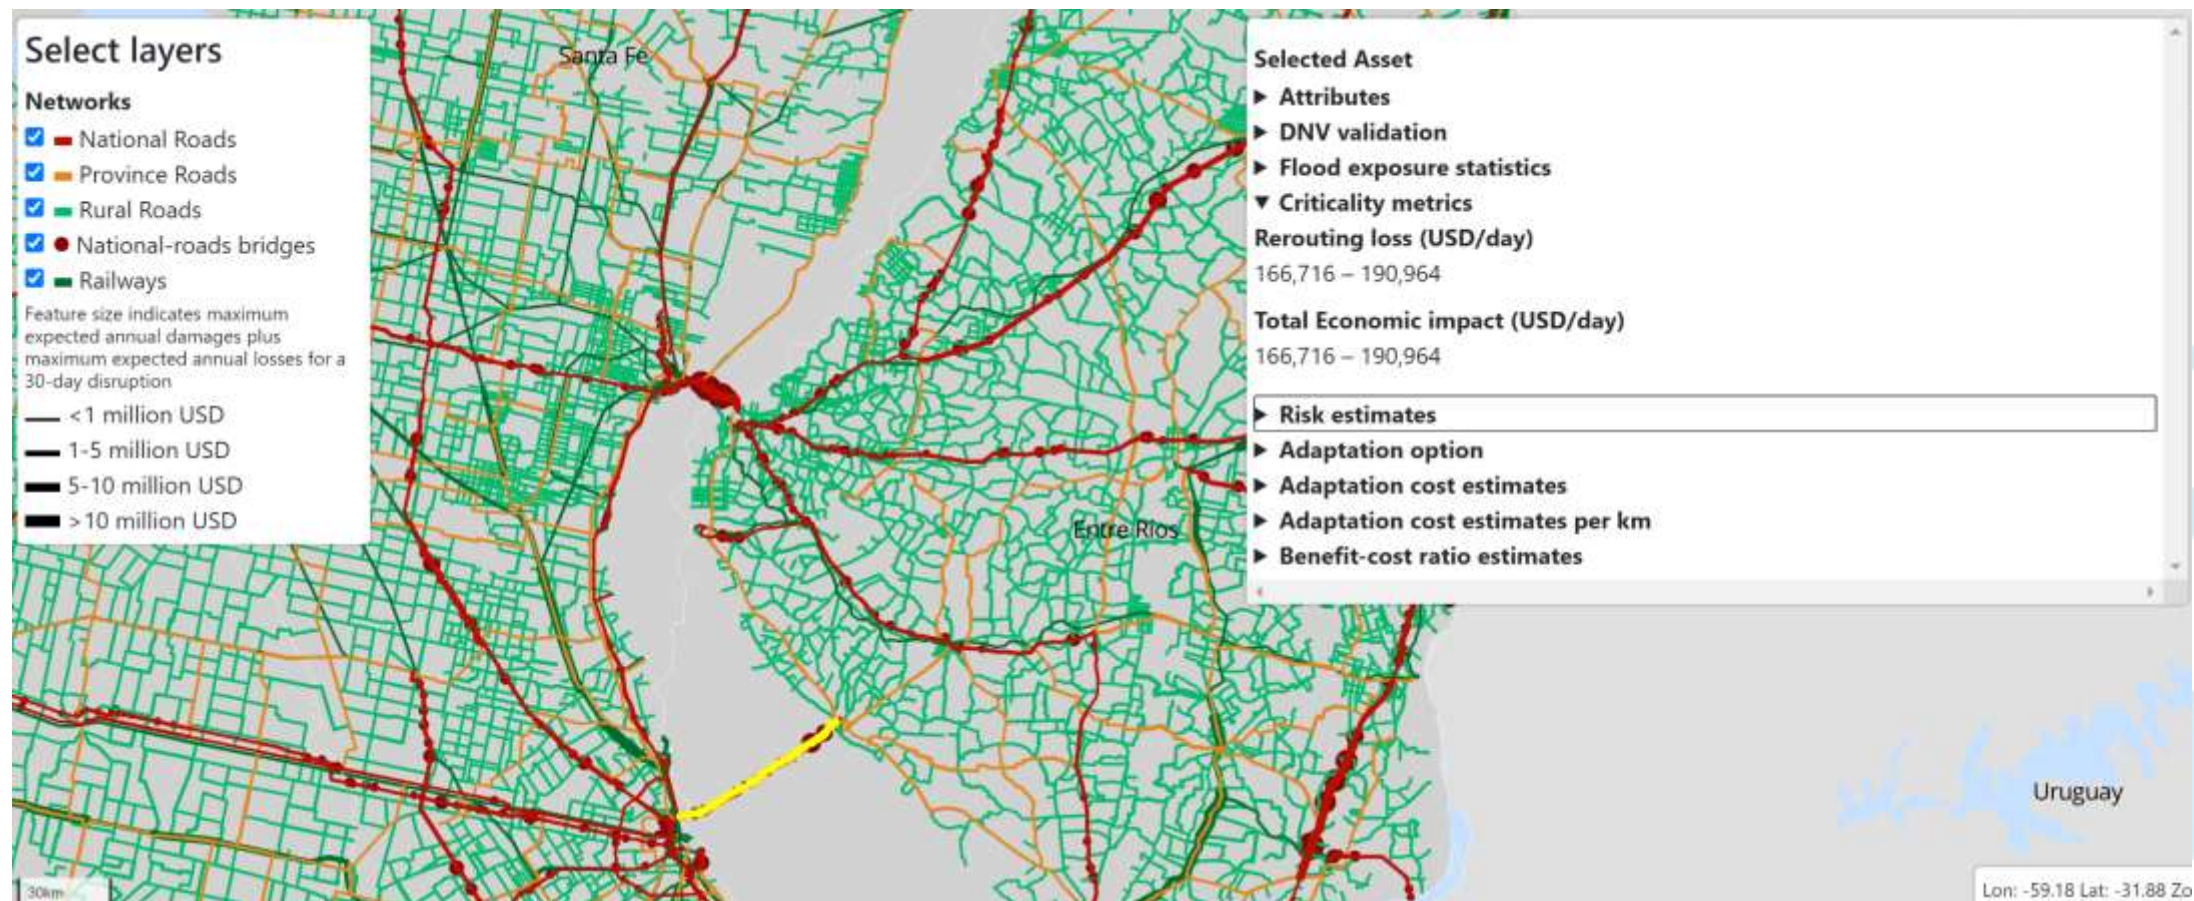 Select layers
Networks
National Roads
Province Roads
Rural Roads
National-roads bridges
Railways
Feature size indicates maximum
expected annual damages plus
maximum expected annual losses for a
30-day disruption
<1 million USD
1-5 million USD
5-10 million USD
>10 million USD
30km
Santa Fe
Entre Rios
Uruguay
Selected Asset
Attributes
DNV validation
Flood exposure statistics
Criticality metrics
Rerouting loss (USD/day)
166,716 – 190,964
Total Economic impact (USD/day)
166,716 – 190,964
Risk estimates
Adaptation option
Adaptation cost estimates
Adaptation cost estimates per km
Benefit-cost ratio estimates
Lon: -59.18 Lat: -31.88 Zo